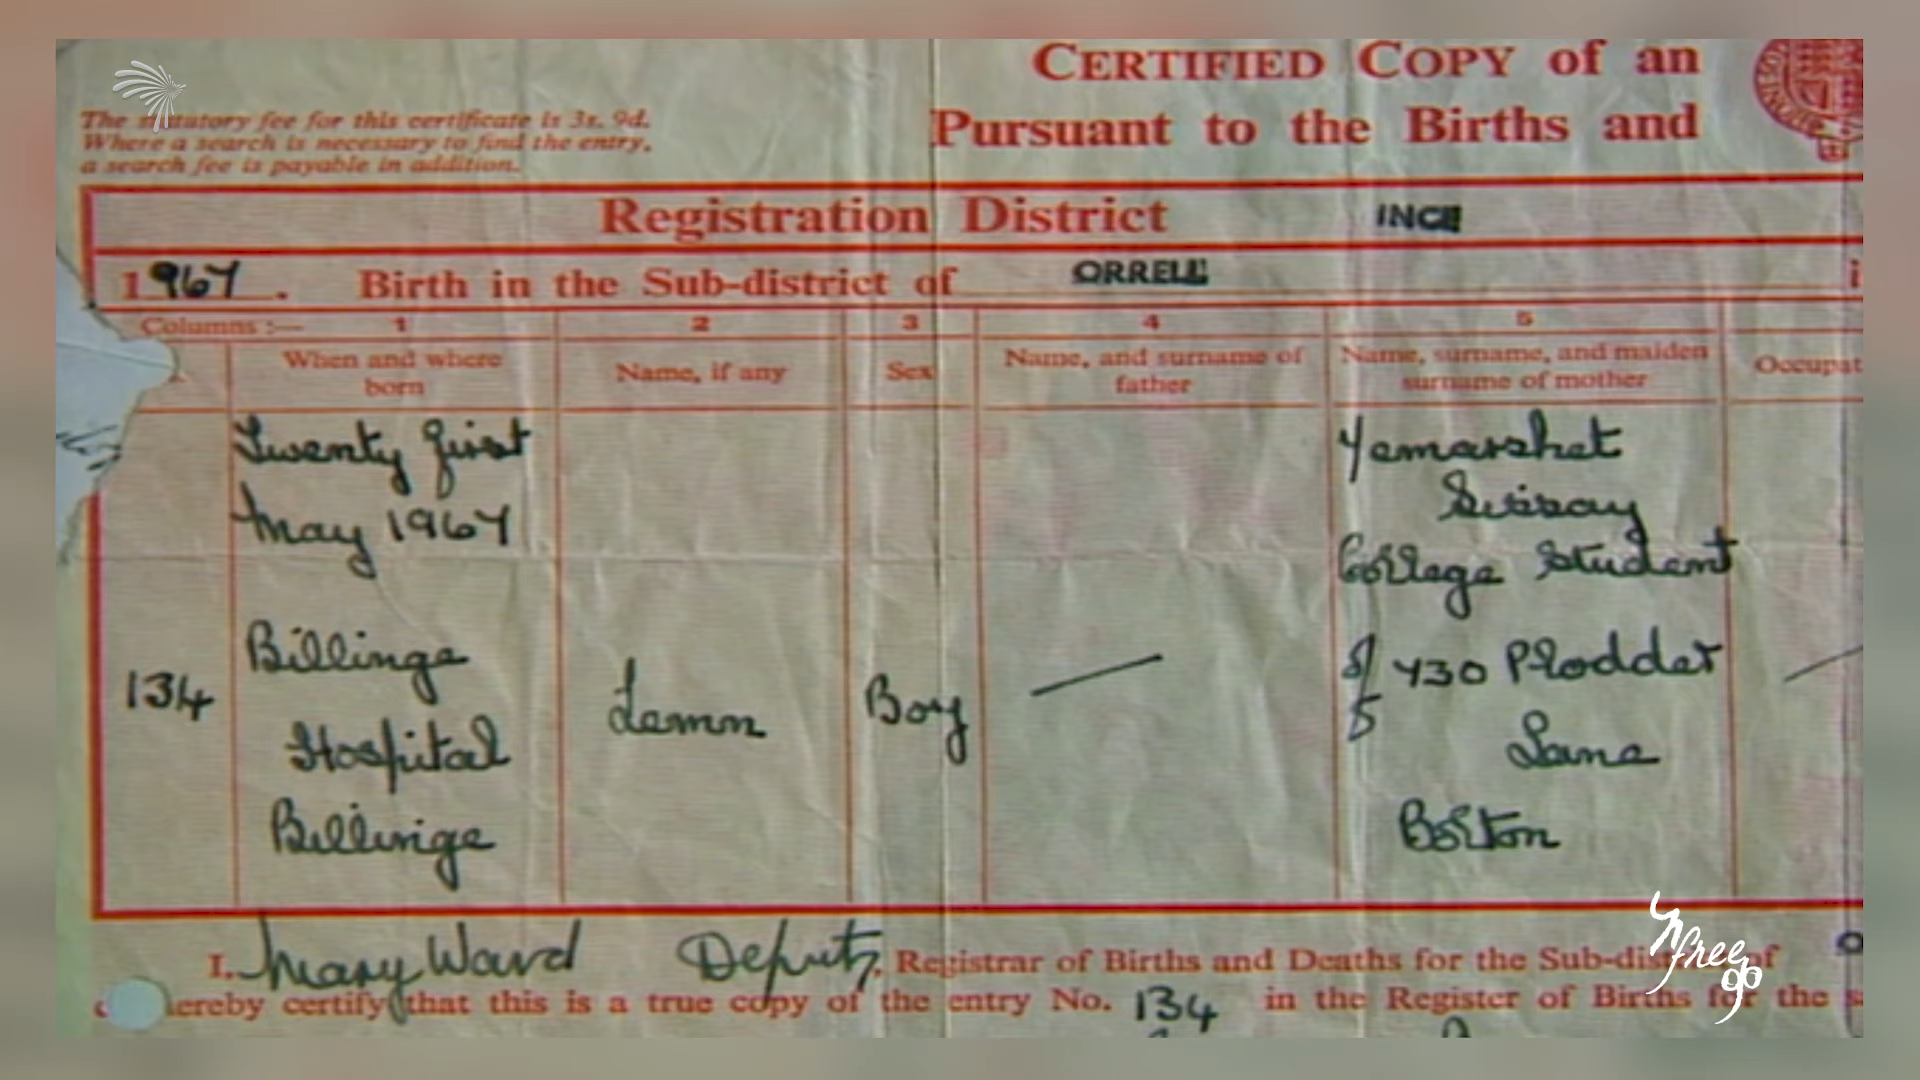 CERTIFIED COPY of an
Pursuant to the Births and
The statutory fee for this certificate is 3s. 9d.
Where a search is necessary to find the entry,
a search fee is payable in addition.
Registration District INCE
1967. Birth in the Sub-district of ORRELL
Columns :— 1 2 3 4 5
When and where born
Name, if any
Sex
Name, and surname of father
Name, surname, and maiden surname of mother
Occupat
134
Twenty first
May 1967
Billinge
Hospital
Billinge
Lemn
Boy
—
Yemarshet
Sissay
College Student
of 730 Plodder
Lane
Bolton
I, Mary Ward Deputy, Registrar of Births and Deaths for the Sub-district of
hereby certify that this is a true copy of the entry No. 134 in the Register of Births for the
free
go